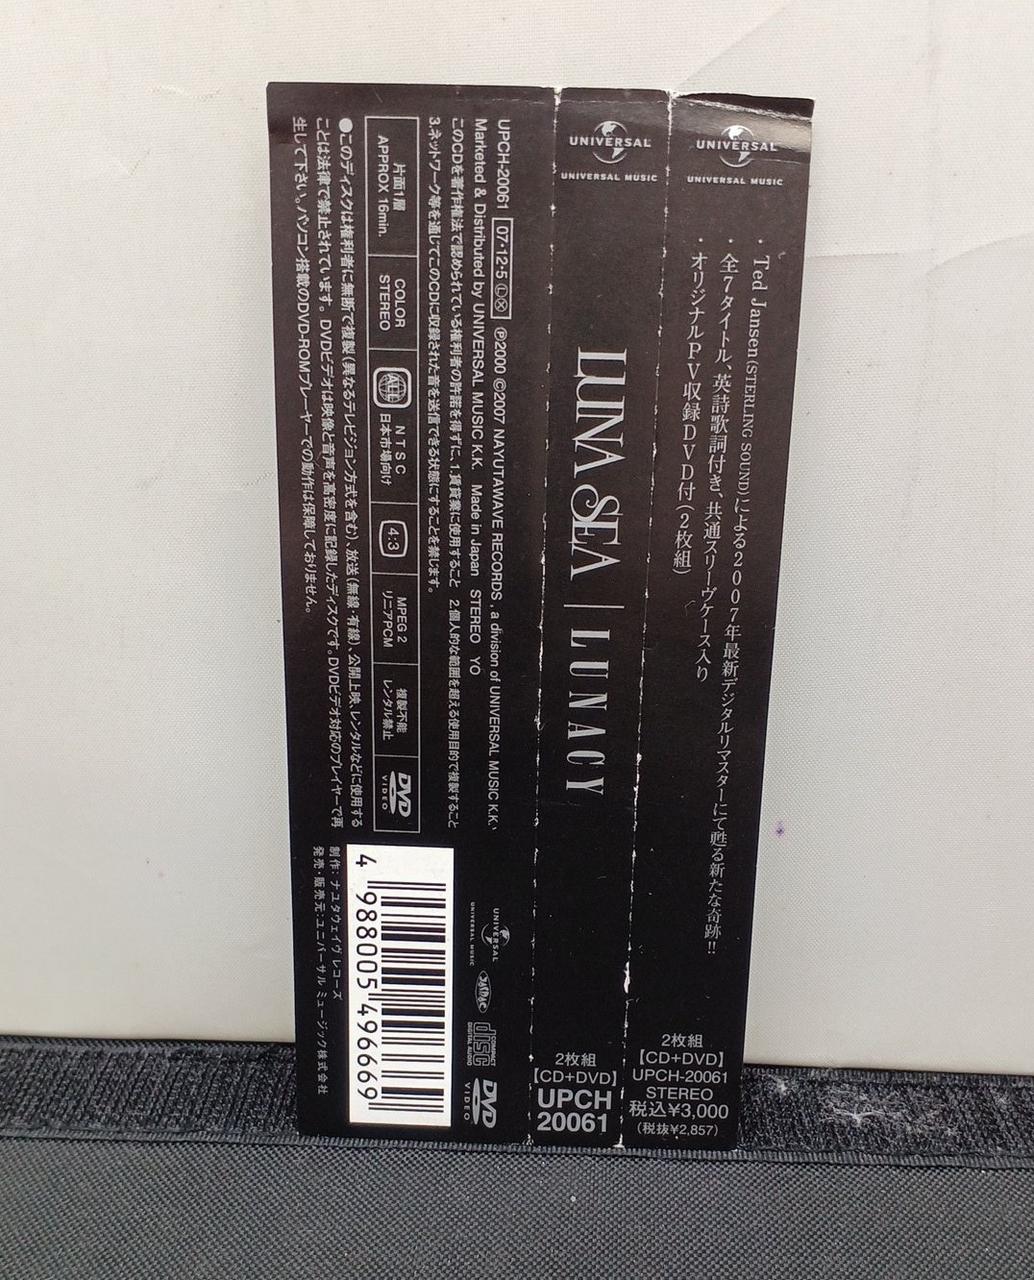 UNIVERSAL
UNIVERSAL MUSIC
・Ted Jansen(STERLING SOUND)による2007年最新デジタルリマスターにて甦る新たな奇跡!!
・全7タイトル、英詩歌詞付き、共通スリーヴケース入り
・オリジナルPV収録DVD付(2枚組)
2枚組
【CD+DVD】
UPCH-20061
STEREO
税込¥3,000
(税抜¥2,857)
UNIVERSAL
UNIVERSAL MUSIC
LUNA SEA | LUNACY
2枚組
【CD+DVD】
UPCH
20061
UPCH-20061 07・12・5 Ⓛ Ⓧ ℗2000 ©2007 NAYUTAWAVE RECORDS, a division of UNIVERSAL MUSIC K.K.
Marketed & Distributed by UNIVERSAL MUSIC K.K. Made in Japan STEREO YO
このCDを著作権法で認められている権利者の許諾を得ずに、1.賃貸業に使用すること 2.個人的な範囲を超える使用目的で複製すること
3.ネットワーク等を通じてこのCDに収録された音を送信できる状態にすることを禁じます。
片面1層
APPROX 16min.
COLOR
STEREO
ALL
NTSC
日本市場向け
4:3
MPEG 2
リニアPCM
複製不能
レンタル禁止
DVD
VIDEO
●このディスクは権利者に無断で複製(異なるテレビジョン方式を含む)、放送(無線・有線)、公開上映、レンタルなどに使用する
ことは法律で禁止されています。DVDビデオは映像と音声を高密度に記録したディスクです。DVDビデオ対応のプレイヤーで再
生して下さい。パソコン搭載のDVD-ROMプレーヤーでの動作は保障しておりません。
UNIVERSAL
UNIVERSAL MUSIC
JASRAC
COMPACT
disc
DIGITAL AUDIO
DVD
VIDEO
4 988005 496669
制作:ナユタウェイヴ レコーズ
発売・販売元:ユニバーサル ミュージック株式会社